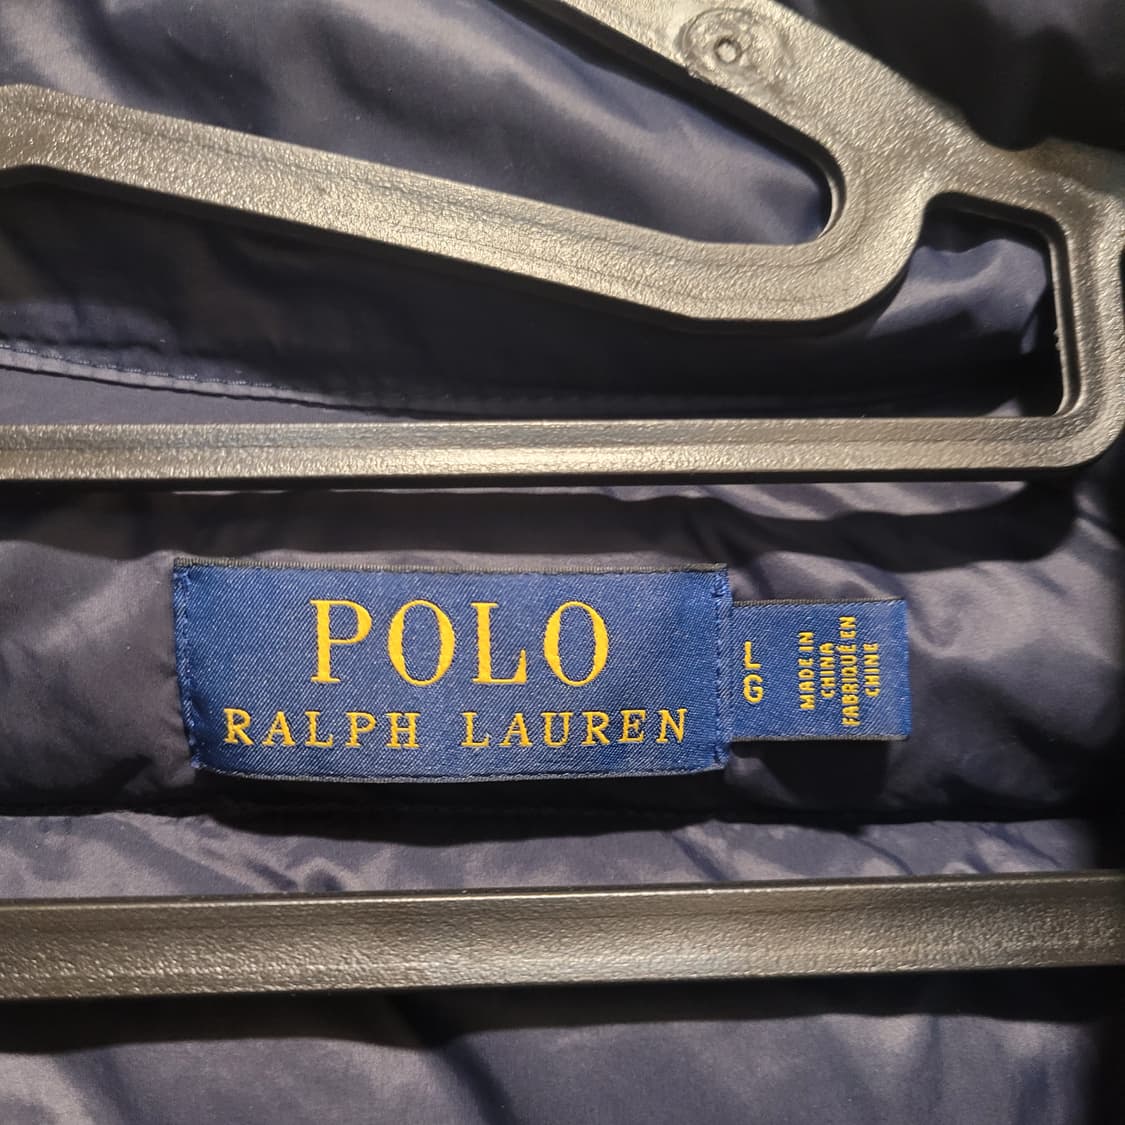 POLO
RALPH LAUREN
L
G
MADE IN
CHINA
FABRIQUÉ EN
CHINE